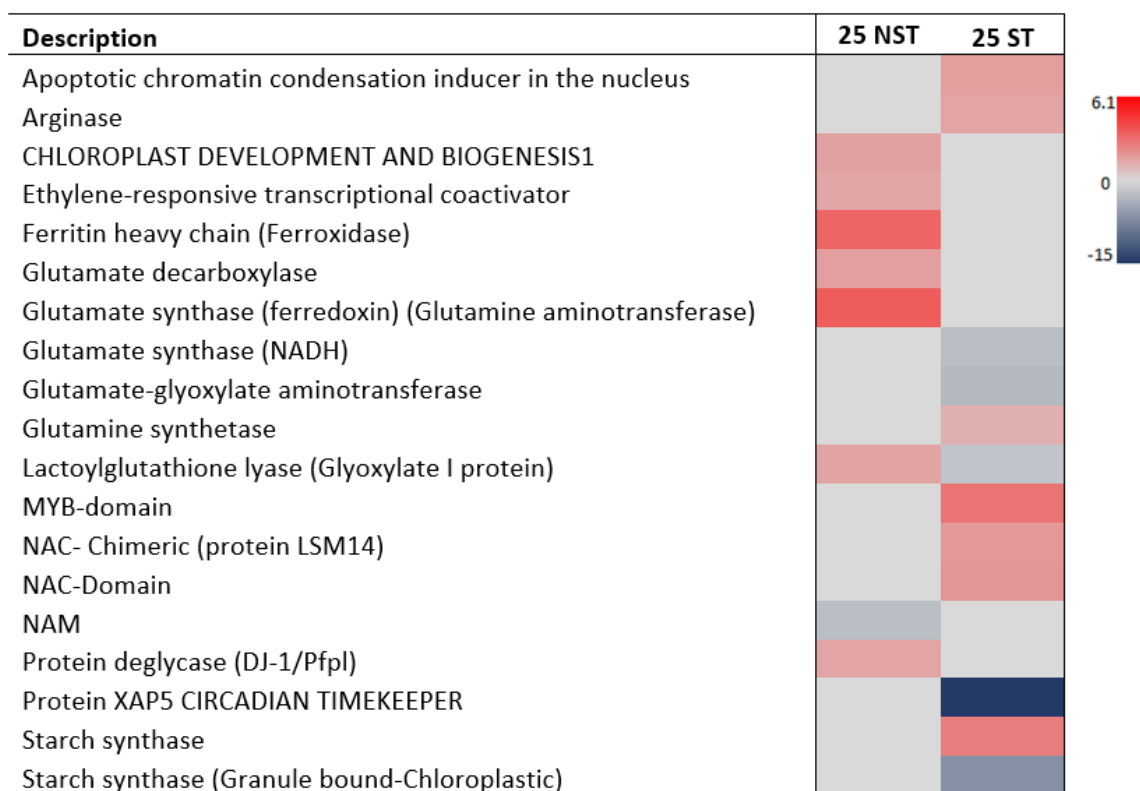 Description 25 NST 25 ST
Apoptotic chromatin condensation inducer in the nucleus
Arginase
CHLOROPLAST DEVELOPMENT AND BIOGENESIS1
Ethylene-responsive transcriptional coactivator
Ferritin heavy chain (Ferroxidase)
Glutamate decarboxylase
Glutamate synthase (ferredoxin) (Glutamine aminotransferase)
Glutamate synthase (NADH)
Glutamate-glyoxylate aminotransferase
Glutamine synthetase
Lactoylglutathione lyase (Glyoxylate I protein)
MYB-domain
NAC- Chimeric (protein LSM14)
NAC-Domain
NAM
Protein deglycase (DJ-1/Pfpl)
Protein XAP5 CIRCADIAN TIMEKEEPER
Starch synthase
Starch synthase (Granule bound-Chloroplastic)
6.1
0
-15